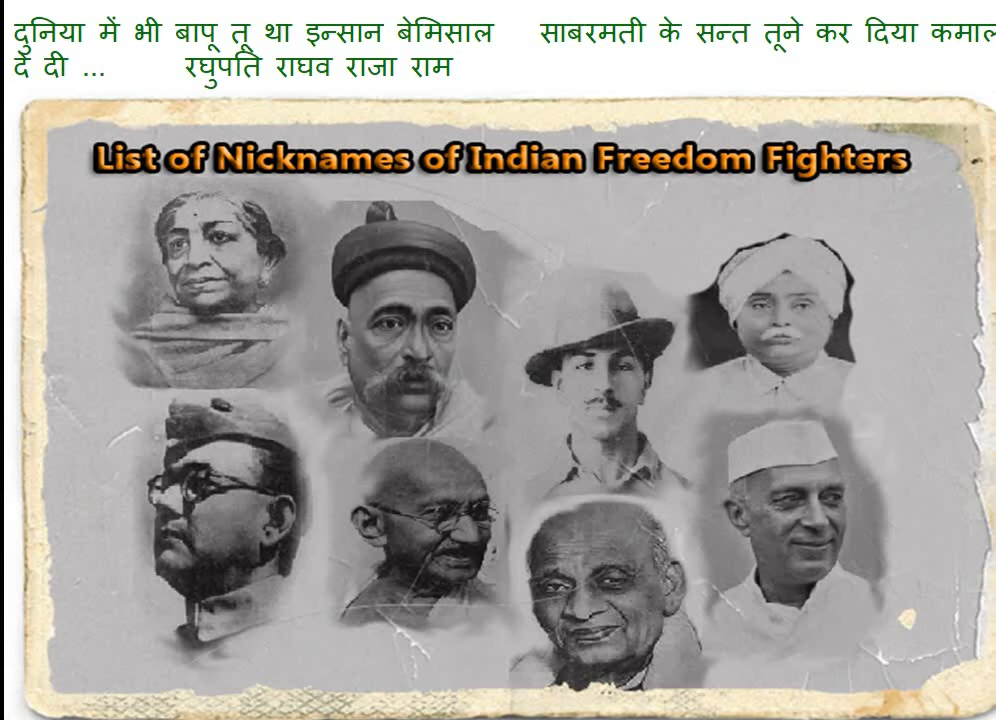 दुनिया में भी बापू तू था इन्सान बेमिसाल साबरमती के सन्त तूने कर दिया कमाल
दे दी ... रघुपति राघव राजा राम
List of Nicknames of Indian Freedom Fighters